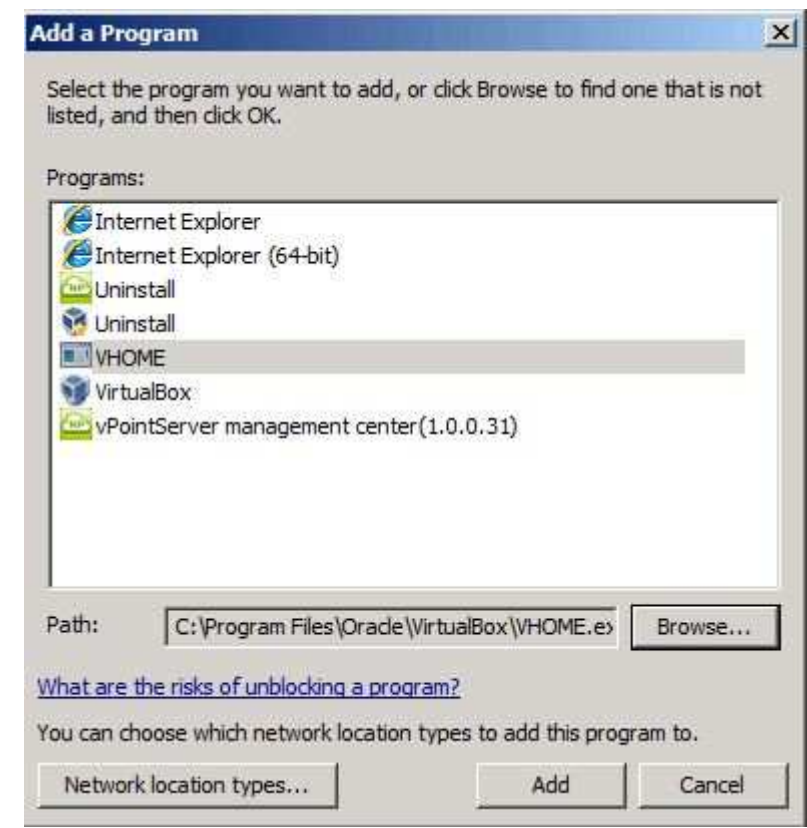 Add a Program
Select the program you want to add, or click Browse to find one that is not
listed, and then click OK.
Programs:
Internet Explorer
Internet Explorer (64-bit)
Uninstall
Uninstall
VHOME
VirtualBox
vPointServer management center(1.0.0.31)
Path: C:\Program Files\Oracle\VirtualBox\VHOME.ex Browse...
What are the risks of unblocking a program?
You can choose which network location types to add this program to.
Network location types... Add Cancel